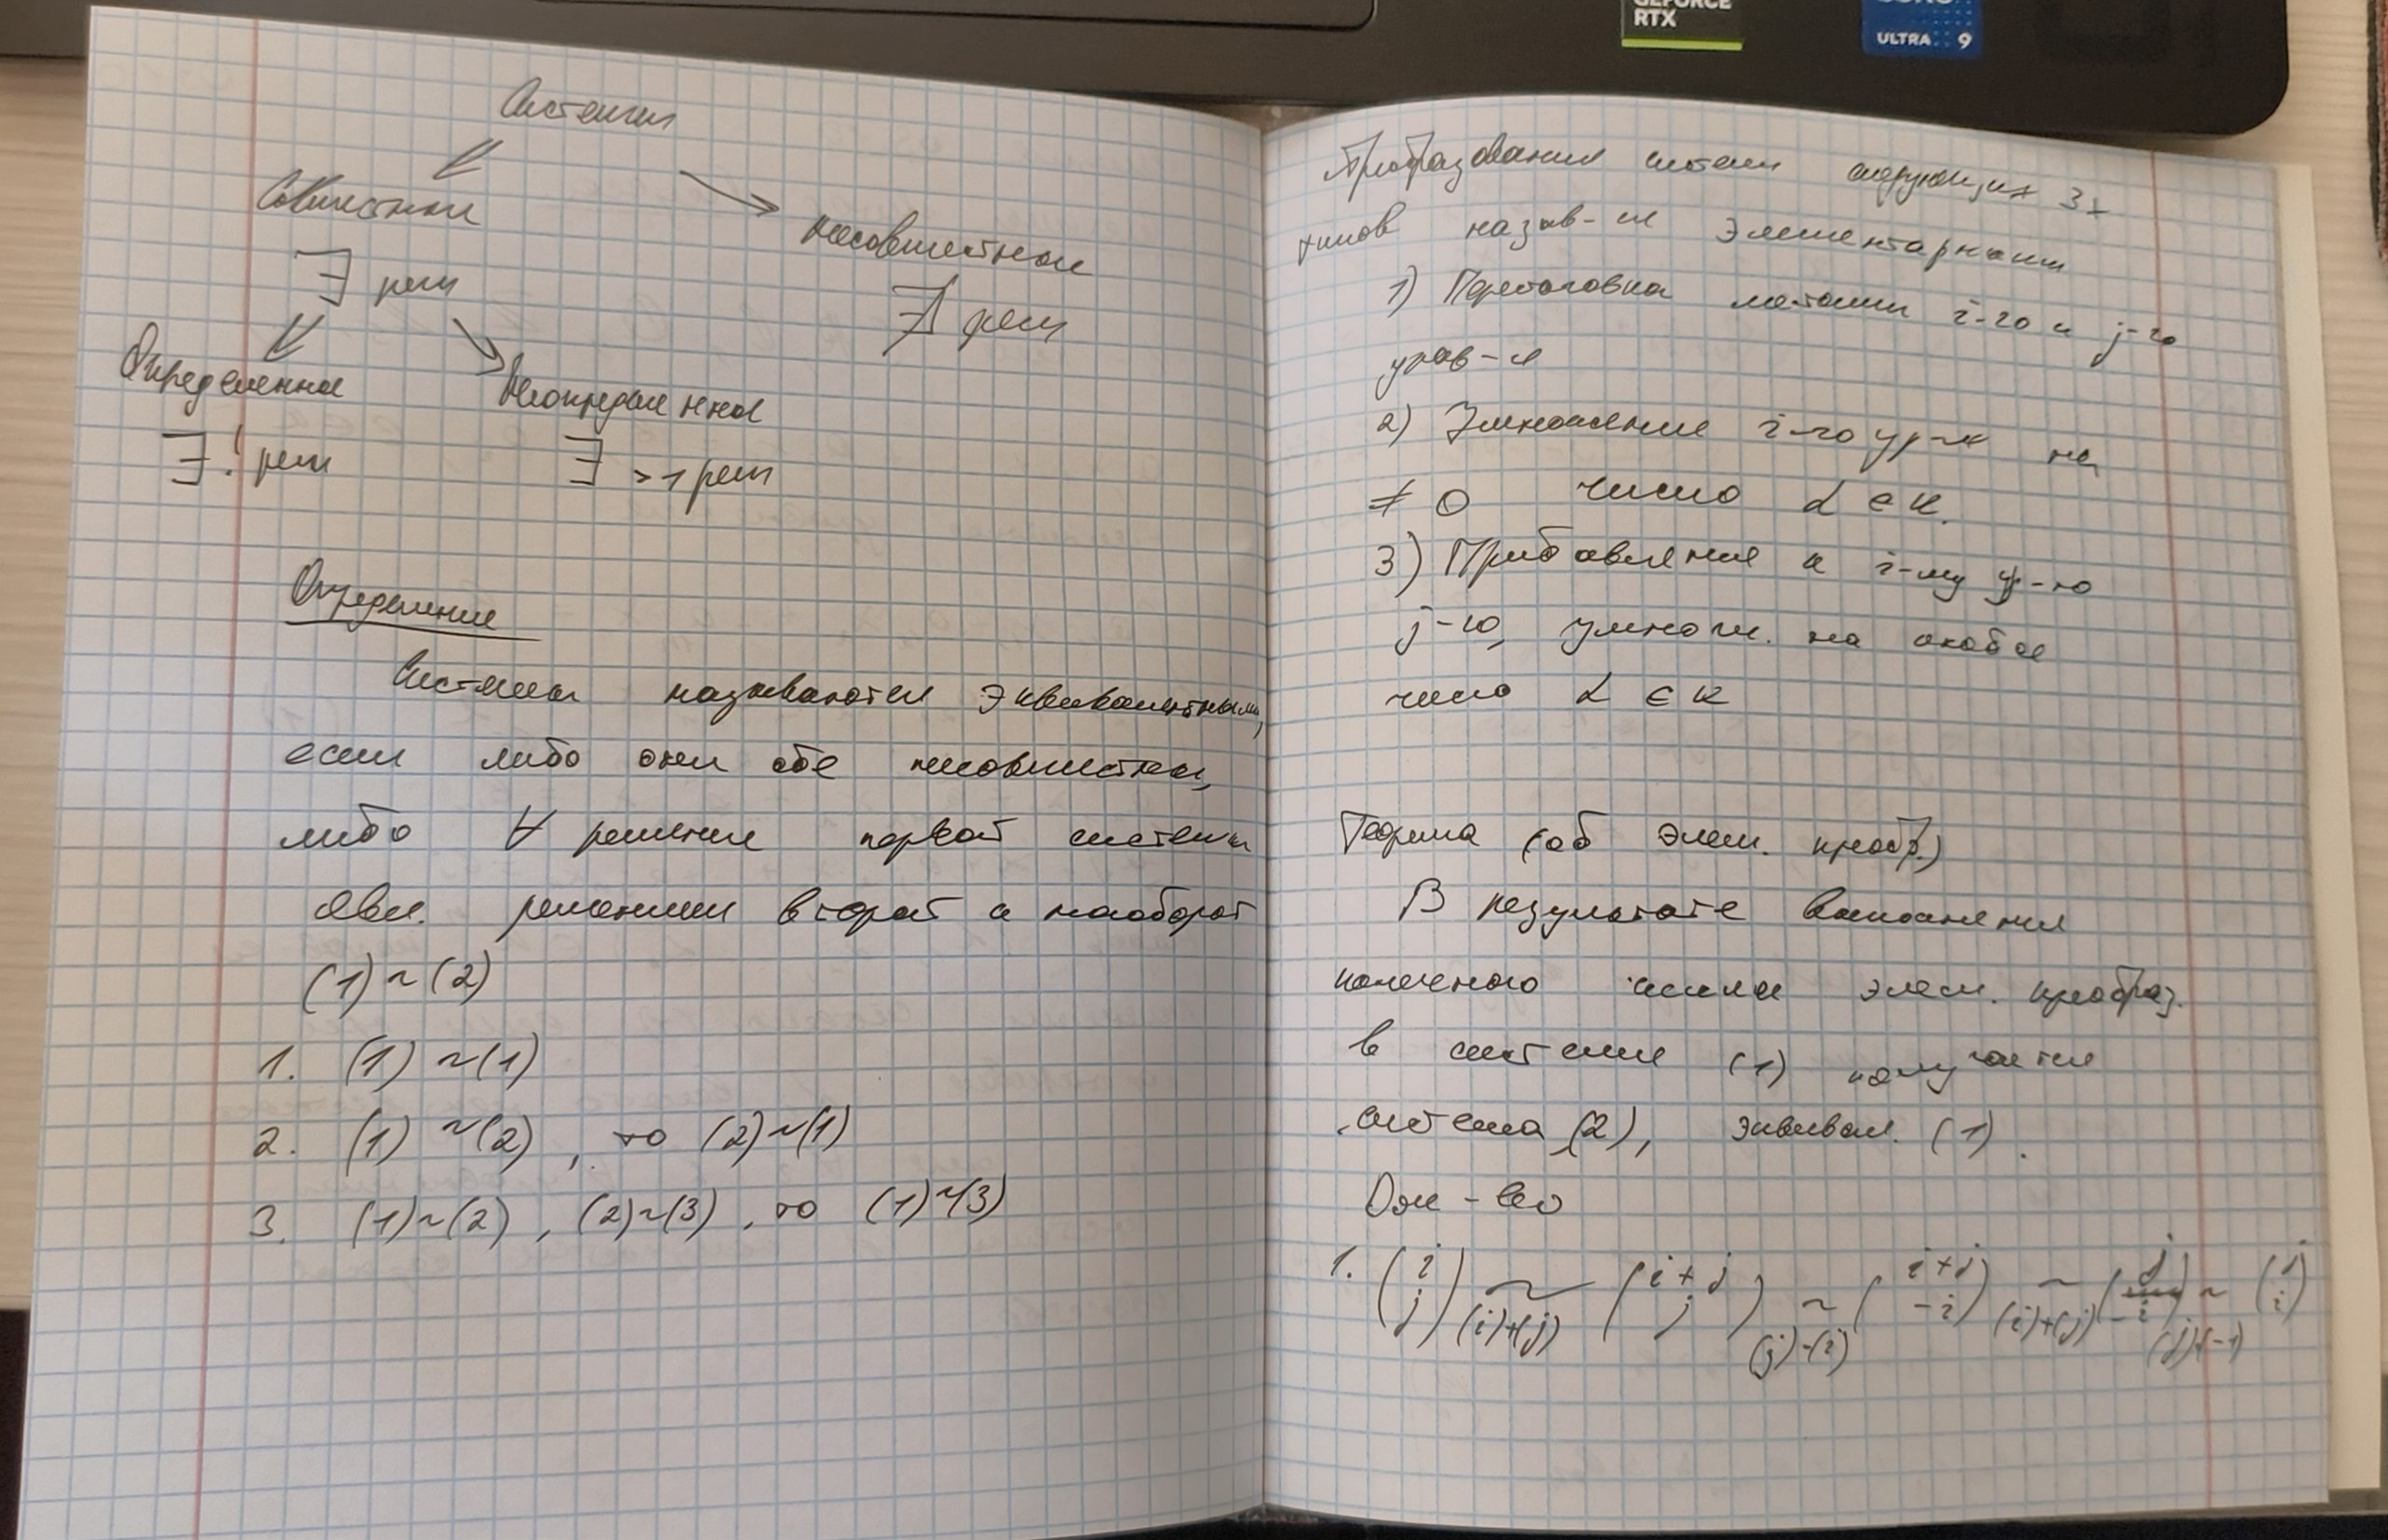 GEFORCE
RTX
ULTRA 9
Системы
Совместные
несовместные
∃ реш
∄ реш
Определенные
Неопределенные
∃! реш
∃ >1 реш
Определение
Системы называются эквивалентными,
если либо они обе несовместны,
либо ∀ решение первой системы
явл. решением второй и наоборот
(1) ~ (2)
1. (1) ~ (1)
2. (1) ~ (2), то (2) ~ (1)
3. (1) ~ (2), (2) ~ (3), то (1) ~ (3)
Преобразования систем следующих 3х
типов назыв-ся элементарными
1) Перестановка местами i-го и j-го
урав-я
2) Умножение i-го ур-я на
≠ 0 число α ∈ K.
3) Прибавление к i-му ур-ю
j-ю, умнож. на любое
число α ∈ K
Теорема (об элем. преобр.)
В результате выполнения
конечного числа элем. преобраз.
в системе (1) получается
система (2), эквивал. (1).
Док-во
1. (i j) ~ (i)+(j) (i+j j) ~ (j)-(i) (i+j -i) ~ (i)+(j) (j -i) ~ (j)(-1) (j i)